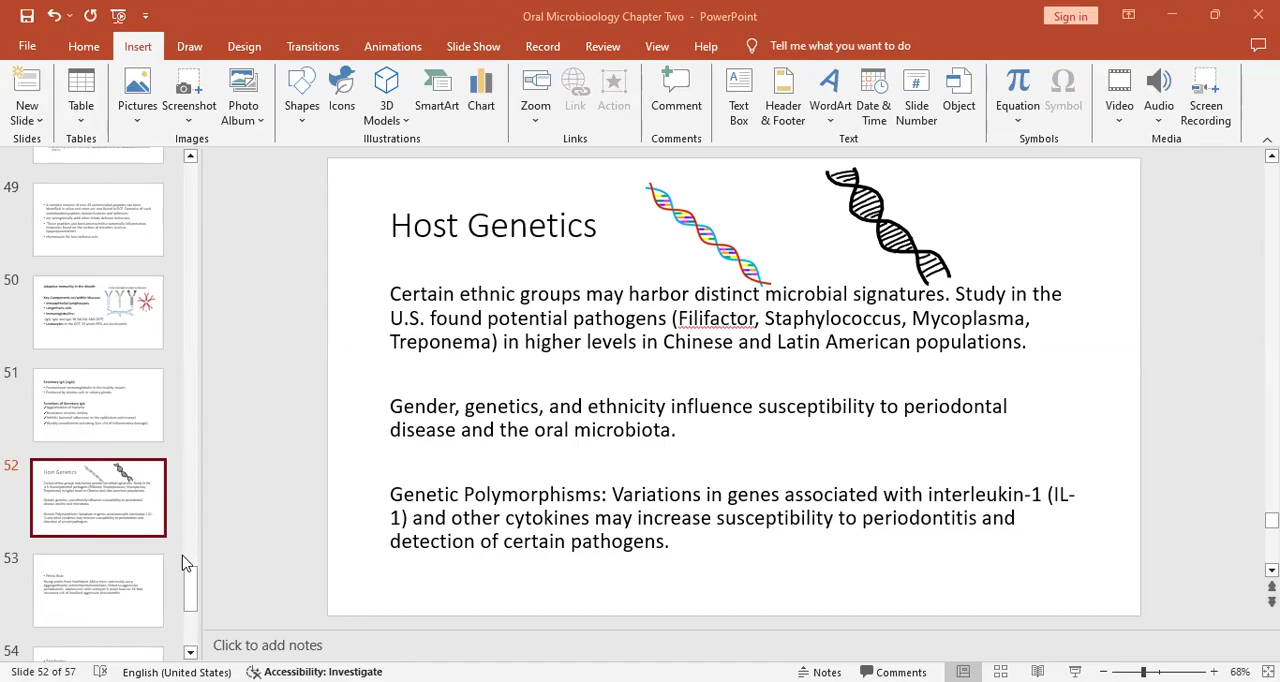 Oral Microbioology Chapter Two - PowerPoint
Sign in
File Home Insert Draw Design Transitions Animations Slide Show Record Review View Help Tell me what you want to do
New Slide
Table
Pictures
Screenshot
Photo Album
Shapes
Icons
3D Models
SmartArt
Chart
Zoom
Link
Action
Comment
Text Box
Header & Footer
WordArt
Date & Time
Slide Number
Object
Equation
Symbol
Video
Audio
Screen Recording
Slides Tables Images Illustrations Links Comments Text Symbols Media
49
50
51
52
Host Genetics
53
54
Host Genetics
Certain ethnic groups may harbor distinct microbial signatures. Study in the
U.S. found potential pathogens (Filifactor, Staphylococcus, Mycoplasma,
Treponema) in higher levels in Chinese and Latin American populations.
Gender, genetics, and ethnicity influence susceptibility to periodontal
disease and the oral microbiota.
Genetic Polymorphisms: Variations in genes associated with interleukin-1 (IL-
1) and other cytokines may increase susceptibility to periodontitis and
detection of certain pathogens.
Click to add notes
Slide 52 of 57 English (United States) Accessibility: Investigate Notes Comments 68%